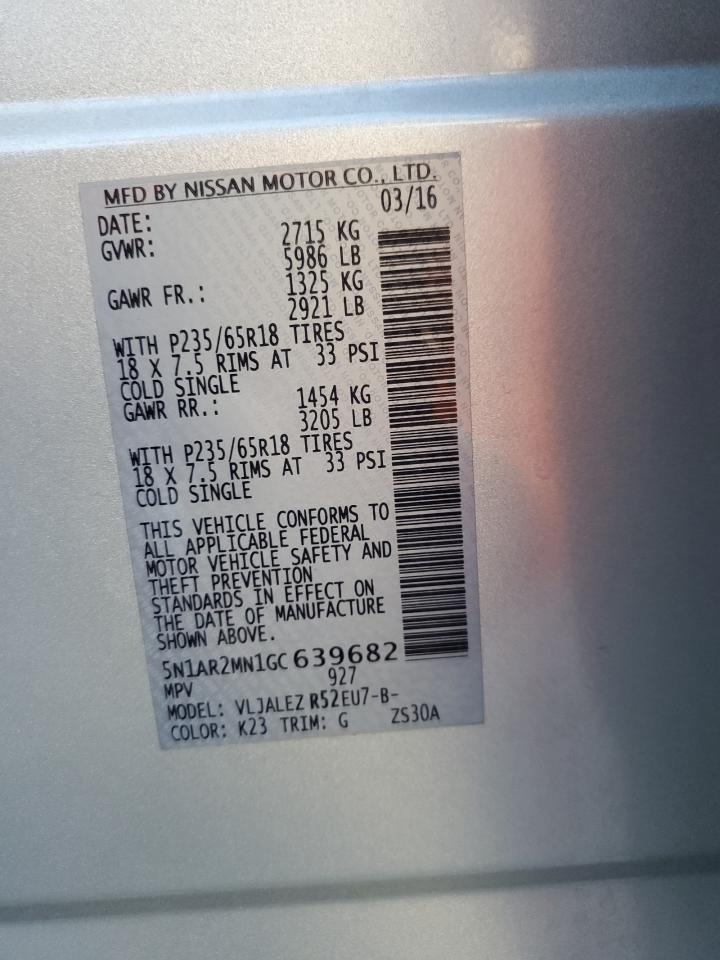 MFD BY NISSAN MOTOR CO., LTD.
DATE: 03/16
GVWR: 2715 KG
5986 LB
GAWR FR.: 1325 KG
2921 LB
WITH P235/65R18 TIRES
18 X 7.5 RIMS AT 33 PSI
COLD SINGLE
GAWR RR.: 1454 KG
3205 LB
WITH P235/65R18 TIRES
18 X 7.5 RIMS AT 33 PSI
COLD SINGLE
THIS VEHICLE CONFORMS TO
ALL APPLICABLE FEDERAL
MOTOR VEHICLE SAFETY AND
THEFT PREVENTION
STANDARDS IN EFFECT ON
THE DATE OF MANUFACTURE
SHOWN ABOVE.
5N1AR2MN1GC639682
MPV 927
MODEL: VLJALEZ R52EU7-B-
COLOR: K23 TRIM: G ZS30A